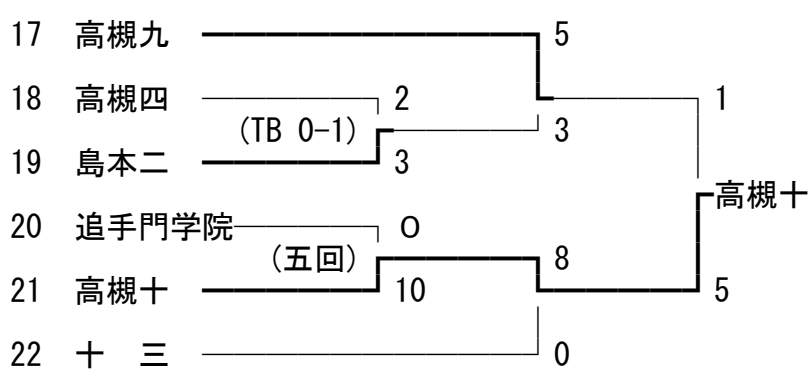 17 高槻九 5
18 高槻四 2 1
(TB 0-1) 3
19 島本二 3
高槻十
20 追手門学院 0
(五回) 8
21 高槻十 10 5
22 十 三 0